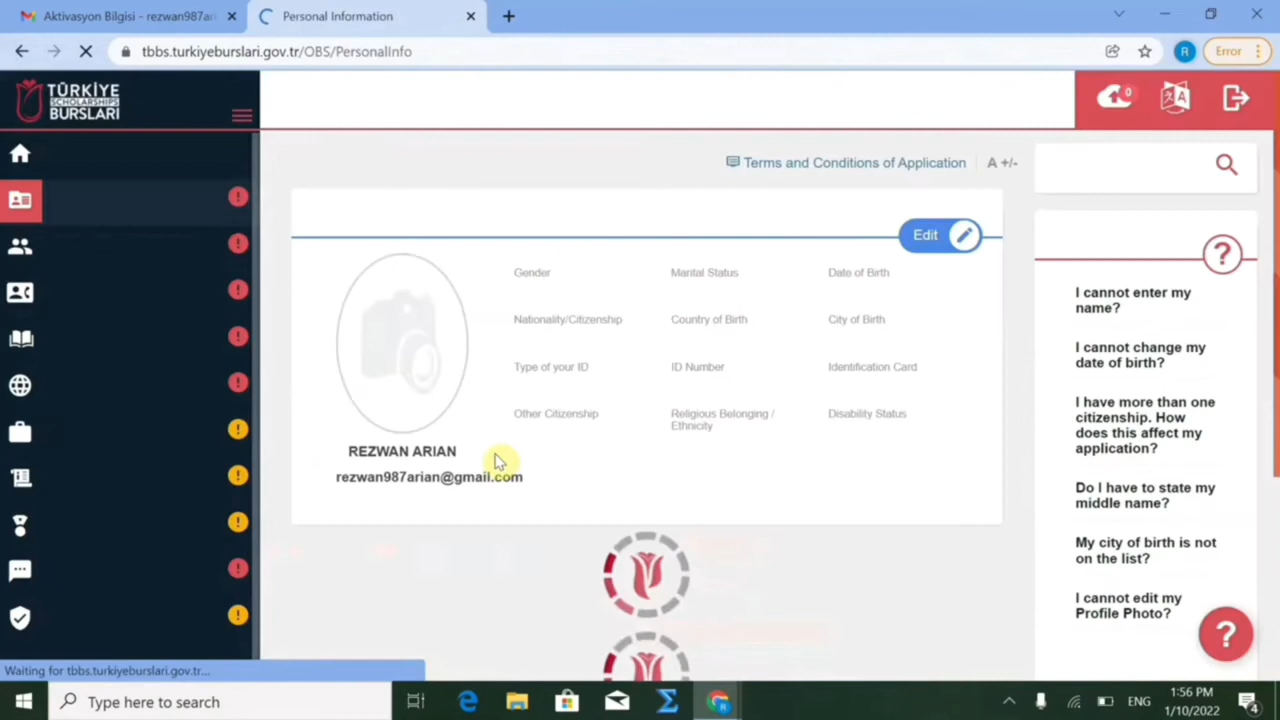 Aktivasyon Bilgisi - rezwan987ari
Personal Information
tbbs.turkiyeburslari.gov.tr/OBS/PersonalInfo
R
Error
TÜRKİYE
SCHOLARSHIPS
BURSLARI
0
A
Terms and Conditions of Application
A +/-
Edit
Gender
Marital Status
Date of Birth
Nationality/Citizenship
Country of Birth
City of Birth
Type of your ID
ID Number
Identification Card
Other Citizenship
Religious Belonging /
Ethnicity
Disability Status
REZWAN ARIAN
rezwan987arian@gmail.com
?
I cannot enter my
name?
I cannot change my
date of birth?
I have more than one
citizenship. How
does this affect my
application?
Do I have to state my
middle name?
My city of birth is not
on the list?
I cannot edit my
Profile Photo?
?
Waiting for tbbs.turkiyeburslari.gov.tr...
Type here to search
ENG
1:56 PM
1/10/2022
4